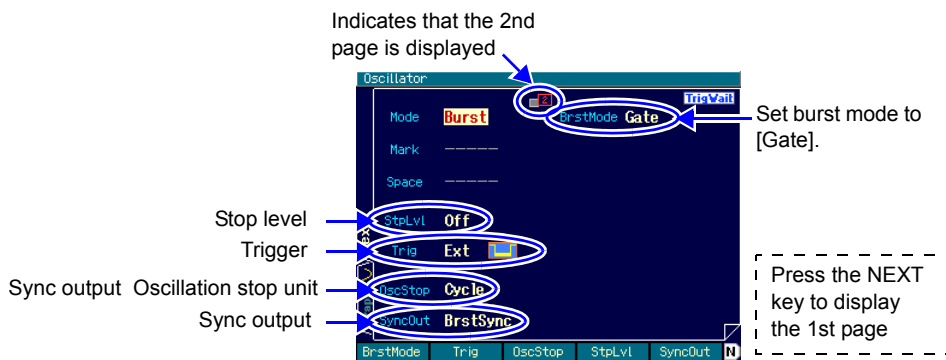 Indicates that the 2nd
page is displayed
Oscillator
2
TrigWait
Mode Burst
BrstMode Gate
Set burst mode to
[Gate].
Mark -----
Space -----
Stop level
StpLvl Off
Trigger
Trig Ext
Sync output Oscillation stop unit
OscStop Cycle
Sync output
SyncOut BrstSync
Press the NEXT
key to display
the 1st page
BrstMode Trig OscStop StpLvl SyncOut N